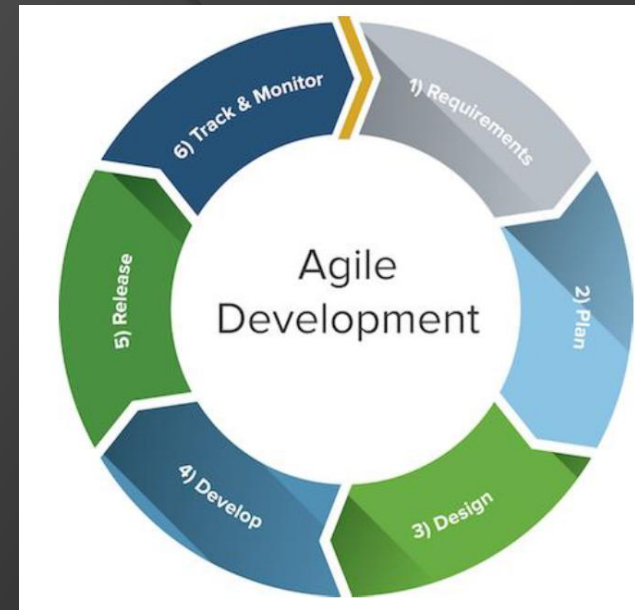 Agile
Development
1) Requirements
2) Plan
3) Design
4) Develop
5) Release
6) Track & Monitor